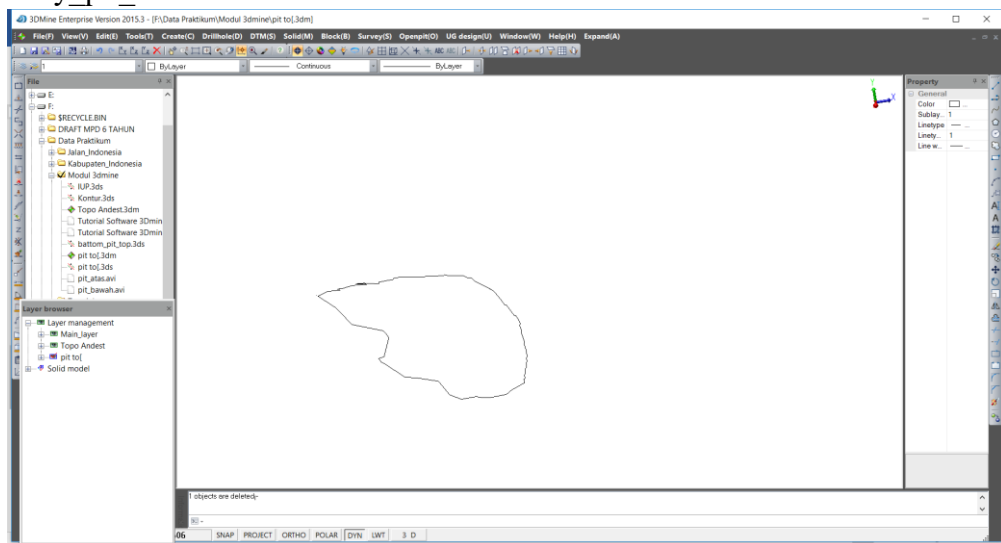 3DMine Enterprise Version 2015.3 - [F:\Data Praktikum\Modul 3dmine\pit to[.3dm]
File(F) View(V) Edit(E) Tools(T) Create(C) Drillhole(D) DTM(S) Solid(M) Block(B) Survey(S) Openpit(O) UG design(U) Window(W) Help(H) Expand(A)
1 ByLayer Continuous ByLayer
File
E:
F:
$RECYCLE.BIN
DRAFT MPD 6 TAHUN
Data Praktikum
Jalan_Indonesia
Kabupaten_Indonesia
Modul 3dmine
IUP.3ds
Kontur.3ds
Topo Andest.3dm
Tutorial Software 3Dmin
Tutorial Software 3Dmin
battom_pit_top.3ds
pit to[.3dm
pit to[.3ds
pit_atas.avi
pit_bawah.avi
Layer browser
Layer management
Main_layer
Topo Andest
pit to[
Solid model
Y
X
Property
General
Color ...
Sublay... 1
Linetype ...
Linety... 1
Line w... ...
1 objects are deleted;-
-
606 SNAP PROJECT ORTHO POLAR DYN LWT 3 D